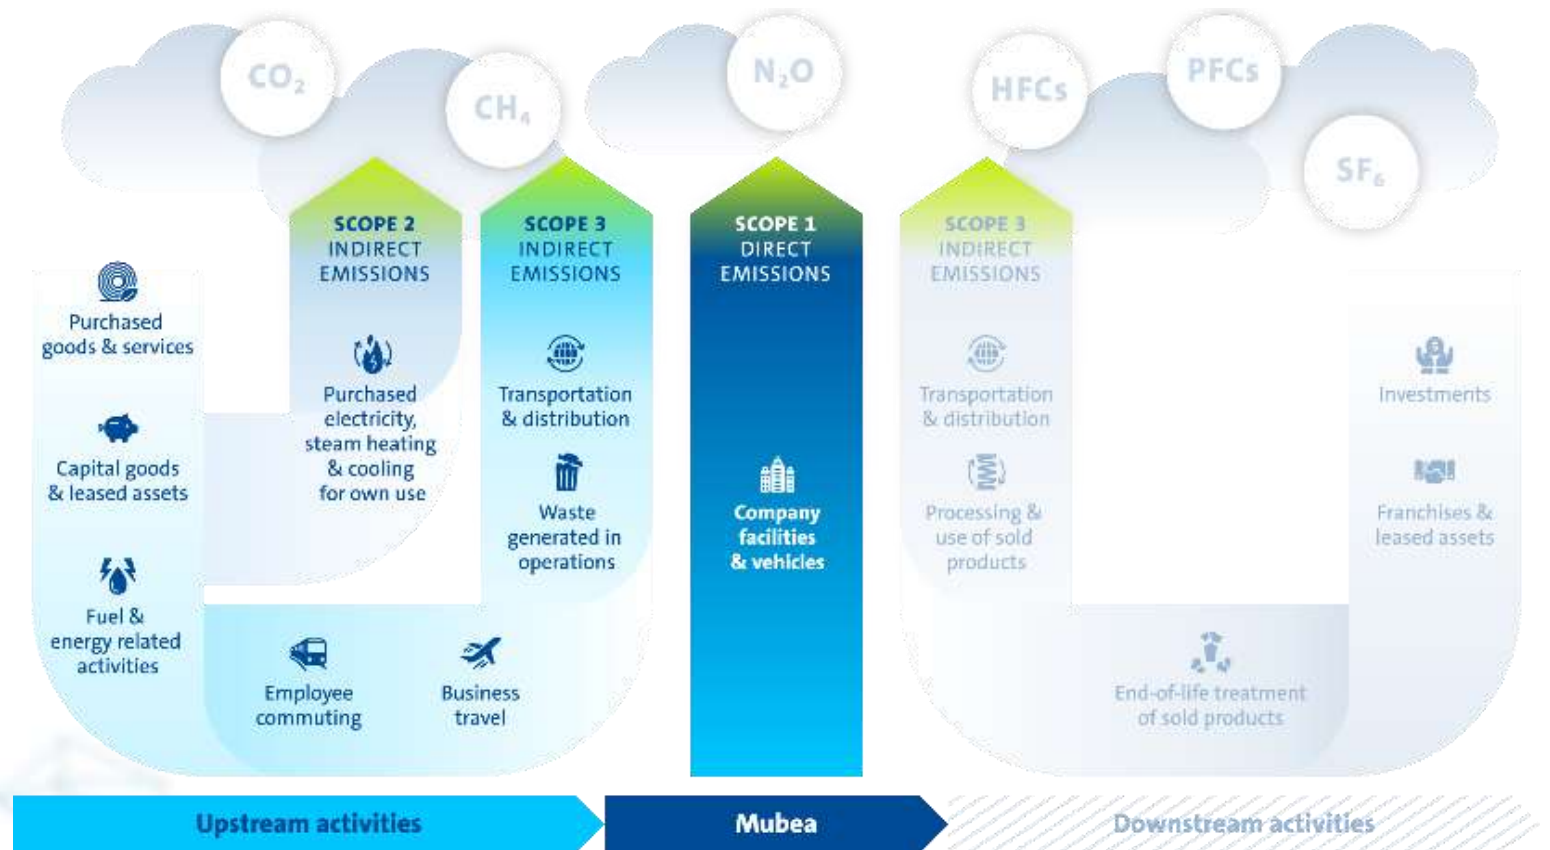 CO₂
CH₄
N₂O
HFCs
PFCs
SF₆
SCOPE 2
INDIRECT
EMISSIONS
Purchased
electricity,
steam heating
& cooling
for own use
SCOPE 3
INDIRECT
EMISSIONS
Transportation
& distribution
Waste
generated in
operations
Purchased
goods & services
Capital goods
& leased assets
Fuel &
energy related
activities
Employee
commuting
Business
travel
SCOPE 1
DIRECT
EMISSIONS
Company
facilities
& vehicles
SCOPE 3
INDIRECT
EMISSIONS
Transportation
& distribution
Processing &
use of sold
products
End-of-life treatment
of sold products
Investments
Franchises &
leased assets
Upstream activities
Mubea
Downstream activities